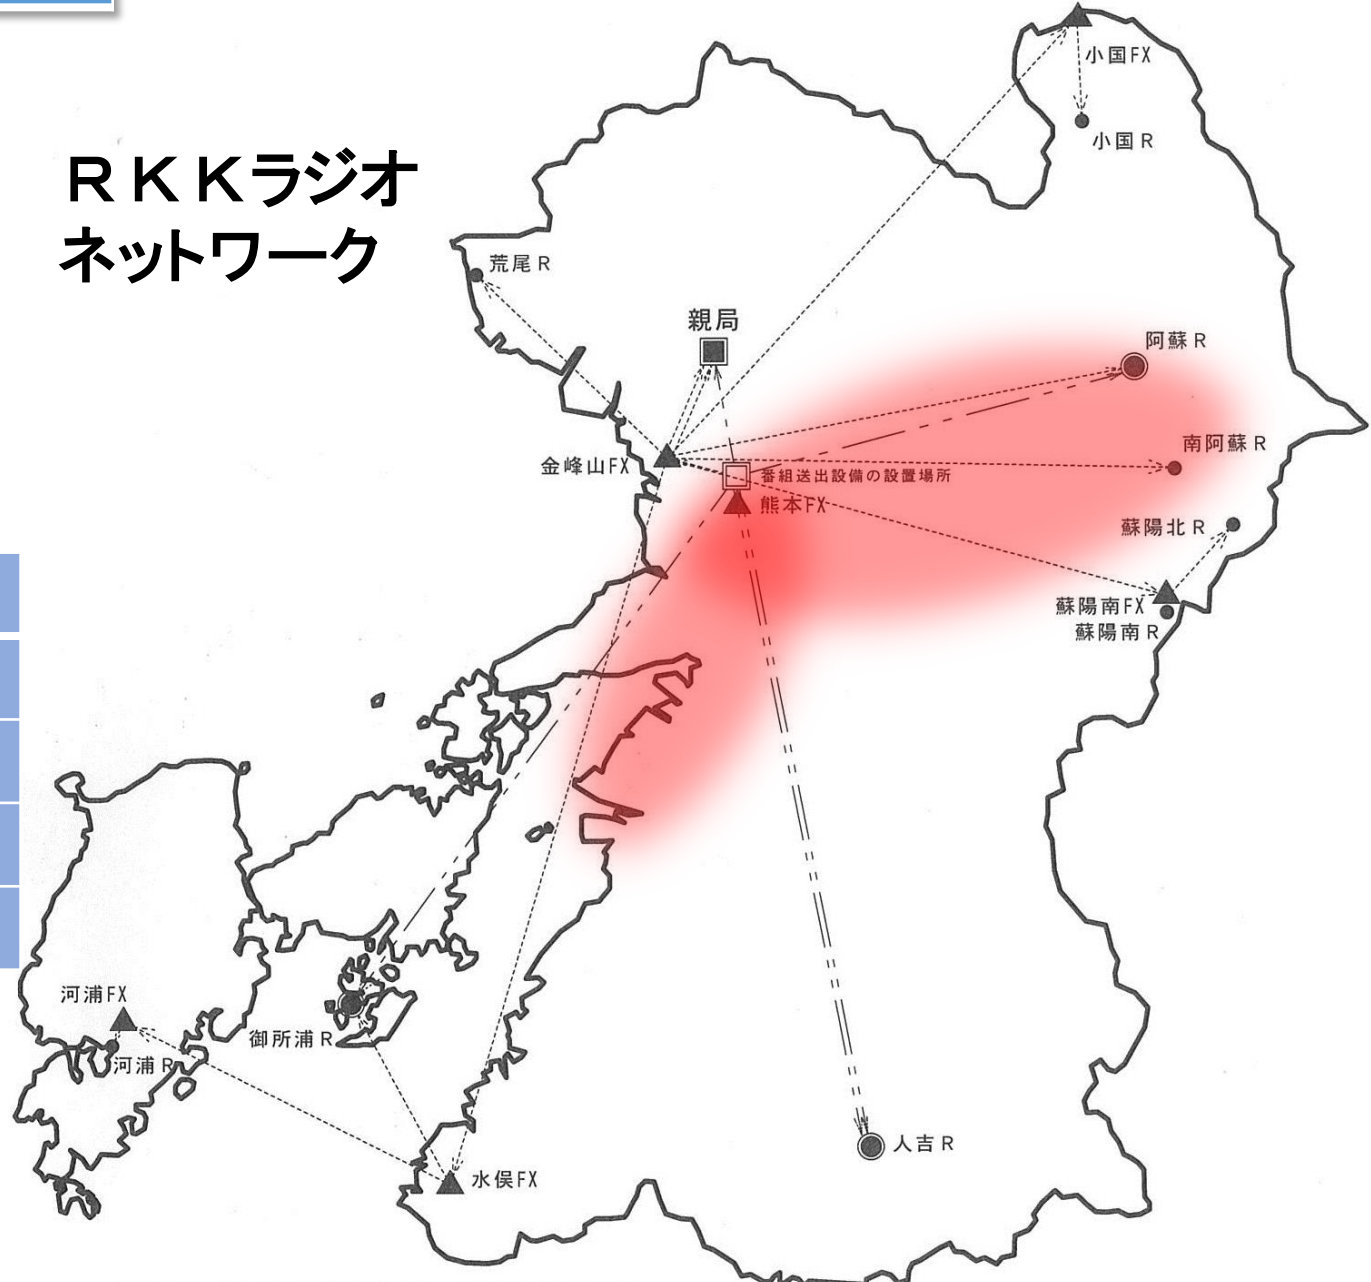 ＲＫＫラジオ
ネットワーク
小国FX
小国Ｒ
荒尾Ｒ
親局
阿蘇Ｒ
南阿蘇Ｒ
金峰山FX
番組送出設備の設置場所
熊本FX
蘇陽北Ｒ
蘇陽南FX
蘇陽南Ｒ
河浦FX
御所浦Ｒ
河浦Ｒ
人吉Ｒ
水俣FX